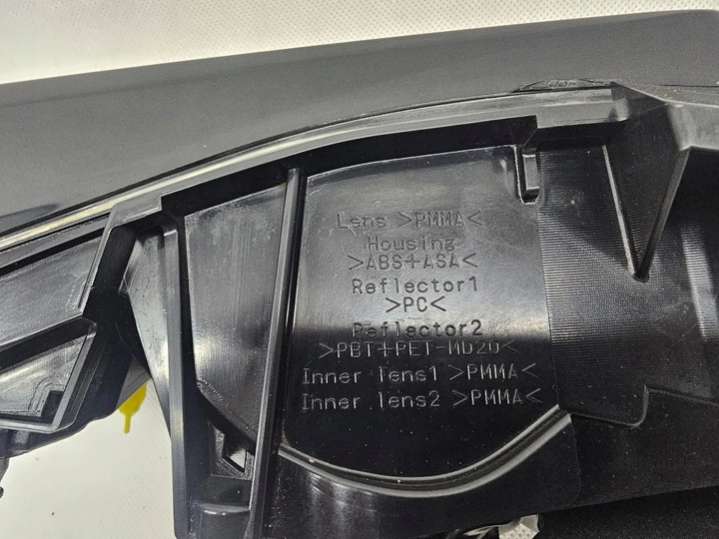 Lens >PMMA<
Housing
>ABS+ASA<
Reflector1
>PC<
Reflector2
>PBT+PET-MD20<
Inner lens1 >PMMA<
Inner lens2 >PMMA<